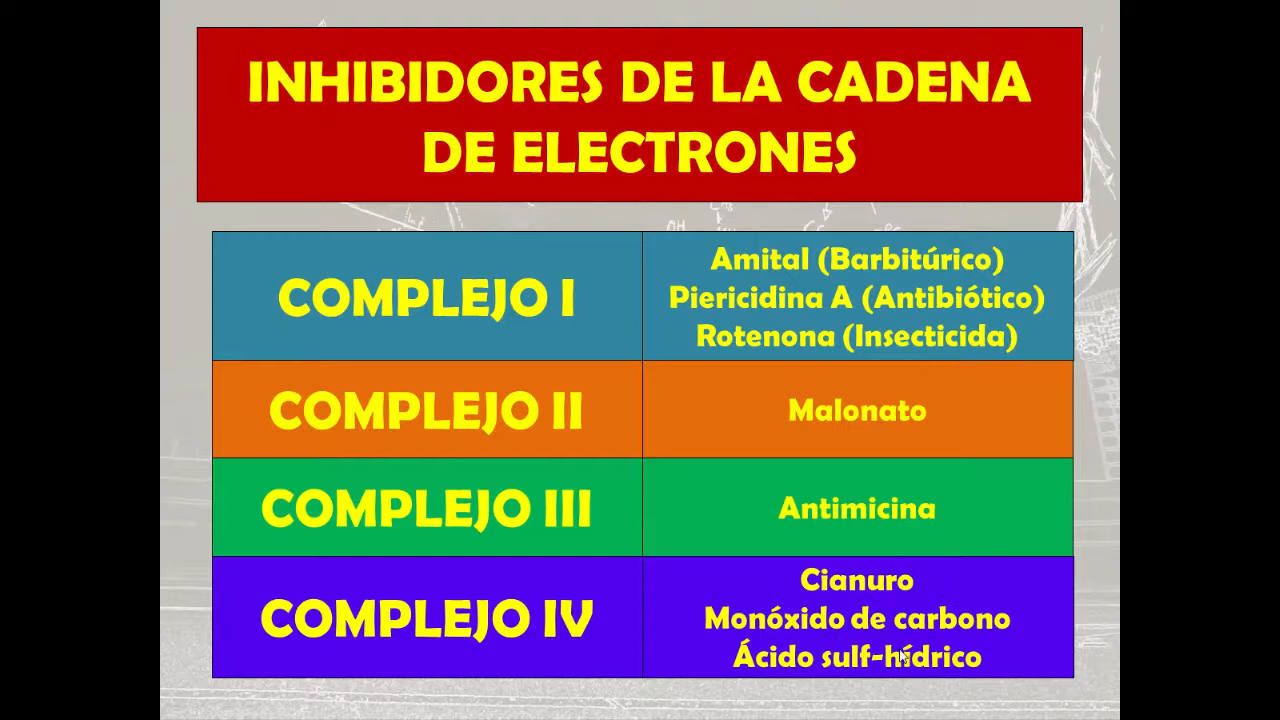 INHIBIDORES DE LA CADENA
DE ELECTRONES
COMPLEJO I
Amital (Barbitúrico)
Piericidina A (Antibiótico)
Rotenona (Insecticida)
COMPLEJO II
Malonato
COMPLEJO III
Antimicina
COMPLEJO IV
Cianuro
Monóxido de carbono
Ácido sulf-hídrico